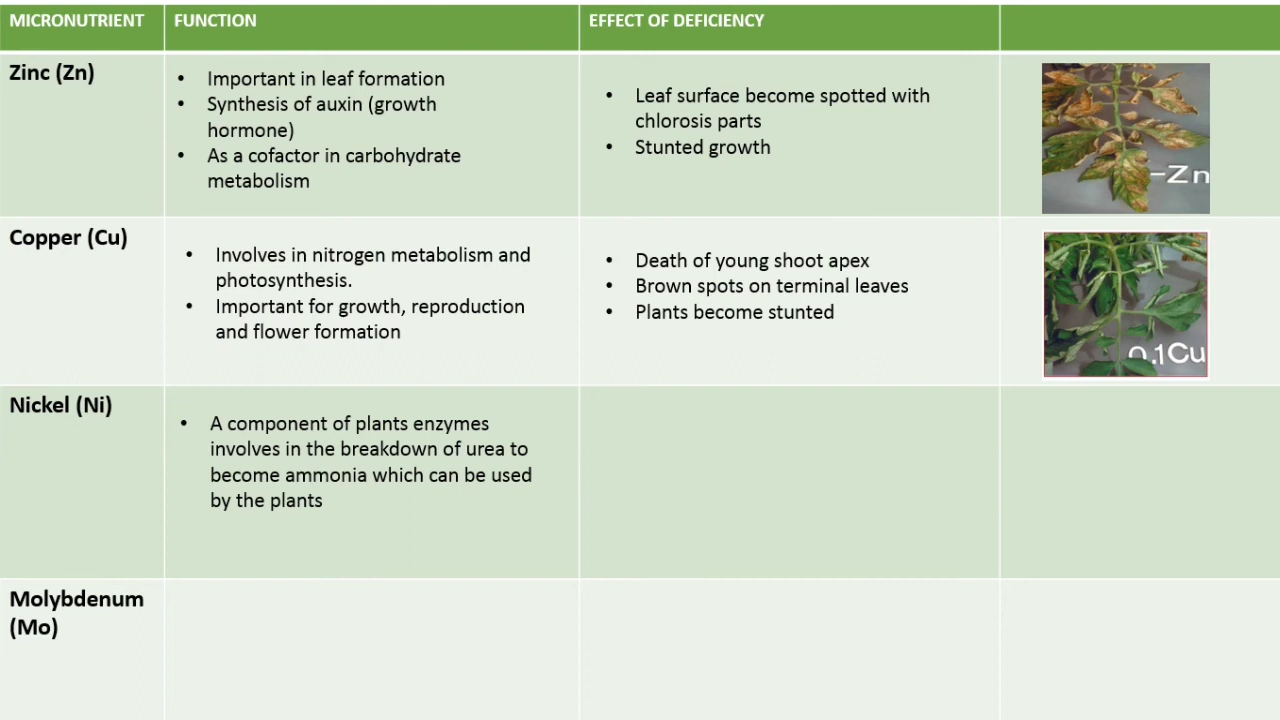 MICRONUTRIENT FUNCTION EFFECT OF DEFICIENCY
Zinc (Zn)
• Important in leaf formation
• Synthesis of auxin (growth
hormone)
• As a cofactor in carbohydrate
metabolism
• Leaf surface become spotted with
chlorosis parts
• Stunted growth
–Zn
Copper (Cu)
• Involves in nitrogen metabolism and
photosynthesis.
• Important for growth, reproduction
and flower formation
• Death of young shoot apex
• Brown spots on terminal leaves
• Plants become stunted
0.1Cu
Nickel (Ni)
• A component of plants enzymes
involves in the breakdown of urea to
become ammonia which can be used
by the plants
Molybdenum
(Mo)